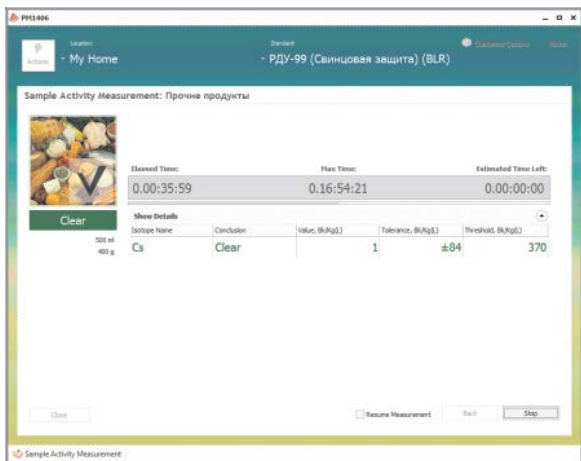 PM1406
Location:
Standard:
Actions
- My Home
- РДУ-99 (Свинцовая защита) (BLR)
Dashboard Options
About
Sample Activity Measurement: Прочие продукты
Elapsed Time:
Max Time:
Estimated Time Left:
0.00:35:59
0.16:54:21
0.00:00:00
Clear
Show Details
500 ml
400 g
Isotope Name
Conclusion
Value, Bk/Kg(L)
Tolerance, Bk/Kg(L)
Threshold, Bk/Kg(L)
Cs
Clear
1
±84
370
Close
Resume Measurement
Back
Stop
Sample Activity Measurement